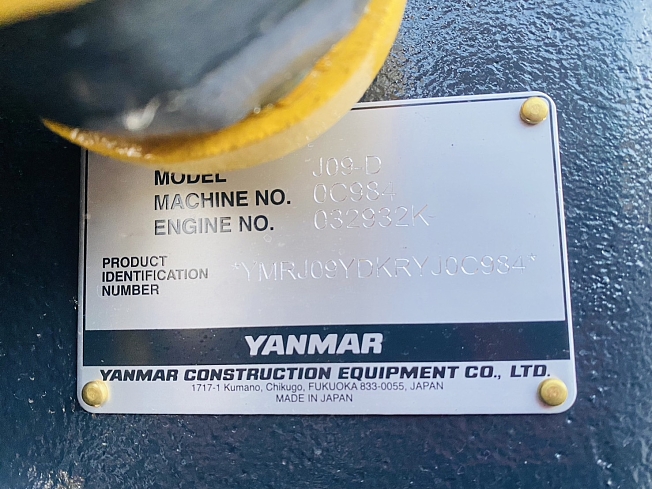 MODEL J09-D
MACHINE NO. 0C984
ENGINE NO. 032932K
PRODUCT IDENTIFICATION NUMBER *YMRJ09YDKRYJ0C984*
YANMAR
YANMAR CONSTRUCTION EQUIPMENT CO., LTD.
1717-1 Kumano, Chikugo, FUKUOKA 833-0055, JAPAN
MADE IN JAPAN